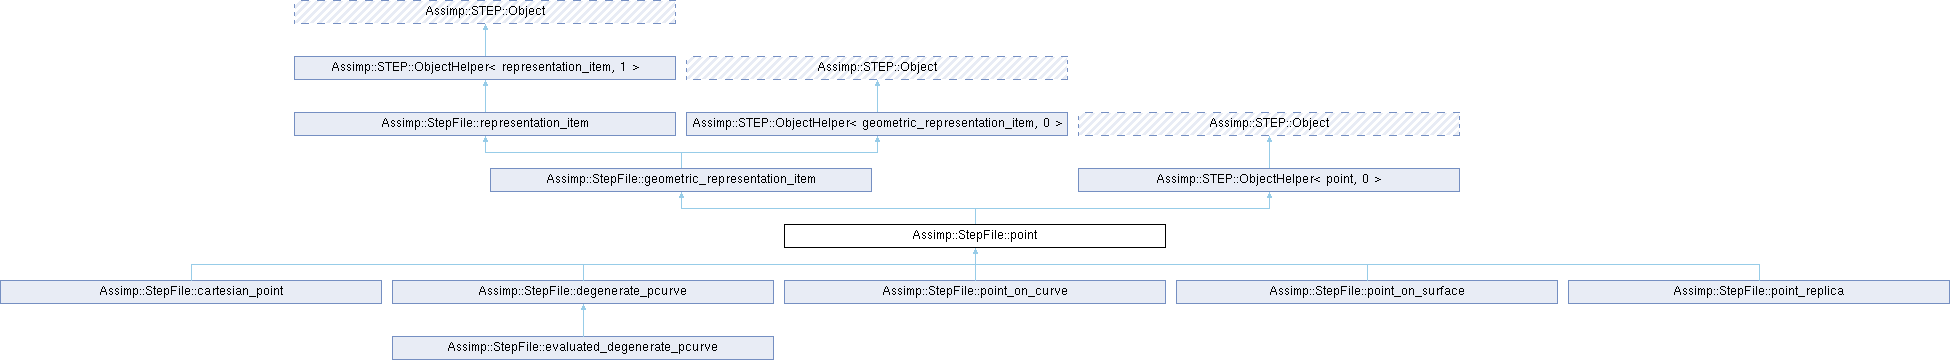 Assimp::STEP::Object
Assimp::STEP::ObjectHelper< representation_item, 1 >
Assimp::STEP::Object
Assimp::StepFile::representation_item
Assimp::STEP::ObjectHelper< geometric_representation_item, 0 >
Assimp::STEP::Object
Assimp::StepFile::geometric_representation_item
Assimp::STEP::ObjectHelper< point, 0 >
Assimp::StepFile::point
Assimp::StepFile::cartesian_point
Assimp::StepFile::degenerate_pcurve
Assimp::StepFile::point_on_curve
Assimp::StepFile::point_on_surface
Assimp::StepFile::point_replica
Assimp::StepFile::evaluated_degenerate_pcurve